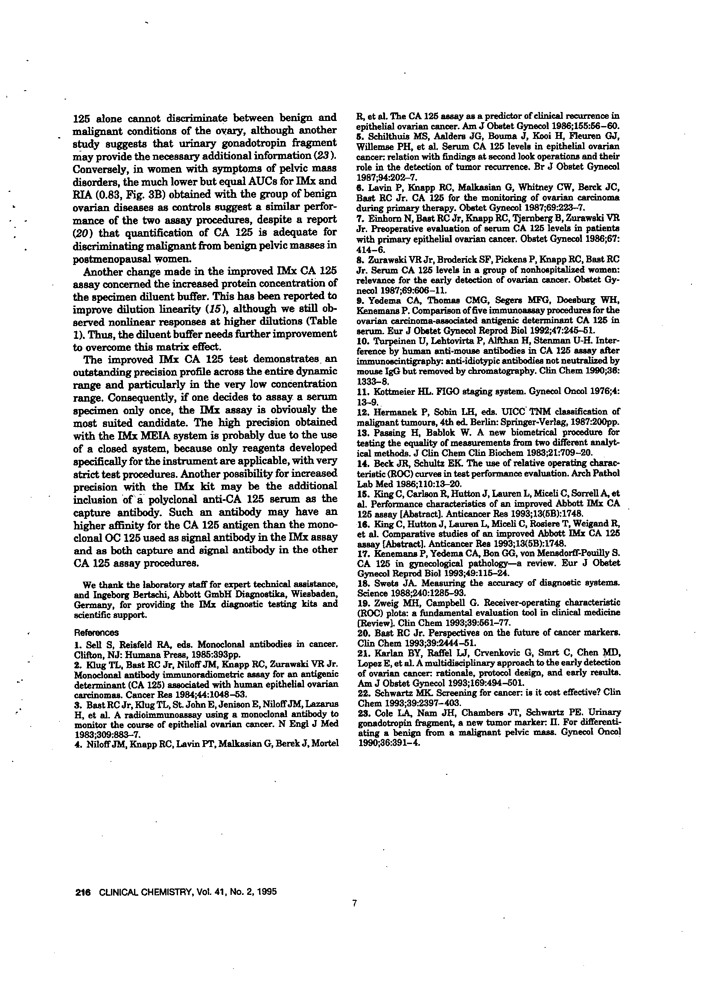 125 alone cannot discriminate between benign and
malignant conditions of the ovary, although another
study suggests that urinary gonadotropin fragment
may provide the necessary additional information (23).
Conversely, in women with symptoms of pelvic mass
disorders, the much lower but equal AUCs for IMx and
RIA (0.83, Fig. 3B) obtained with the group of benign
ovarian diseases as controls suggest a similar perfor-
mance of the two assay procedures, despite a report
(20) that quantification of CA 125 is adequate for
discriminating malignant from benign pelvic masses in
postmenopausal women.
Another change made in the improved IMx CA 125
assay concerned the increased protein concentration of
the specimen diluent buffer. This has been reported to
improve dilution linearity (15), although we still ob-
served nonlinear responses at higher dilutions (Table
1). Thus, the diluent buffer needs further improvement
to overcome this matrix effect.
The improved IMx CA 125 test demonstrates an
outstanding precision profile across the entire dynamic
range and particularly in the very low concentration
range. Consequently, if one decides to assay a serum
specimen only once, the IMx assay is obviously the
most suited candidate. The high precision obtained
with the IMx MEIA system is probably due to the use
of a closed system, because only reagents developed
specifically for the instrument are applicable, with very
strict test procedures. Another possibility for increased
precision with the IMx kit may be the additional
inclusion of a polyclonal anti-CA 125 serum as the
capture antibody. Such an antibody may have an
higher affinity for the CA 125 antigen than the mono-
clonal OC 125 used as signal antibody in the IMx assay
and as both capture and signal antibody in the other
CA 125 assay procedures.
We thank the laboratory staff for expert technical assistance,
and Ingeborg Bertschi, Abbott GmbH Diagnostika, Wiesbaden,
Germany, for providing the IMx diagnostic testing kits and
scientific support.
References
1. Sell S, Reisfeld RA, eds. Monoclonal antibodies in cancer.
Clifton, NJ: Humana Press, 1985:393pp.
2. Klug TL, Bast RC Jr, Niloff JM, Knapp RC, Zurawski VR Jr.
Monoclonal antibody immunoradiometric assay for an antigenic
determinant (CA 125) associated with human epithelial ovarian
carcinomas. Cancer Res 1984;44:1048–53.
3. Bast RC Jr, Klug TL, St. John E, Jenison E, Niloff JM, Lazarus
H, et al. A radioimmunoassay using a monoclonal antibody to
monitor the course of epithelial ovarian cancer. N Engl J Med
1983;309:883–7.
4. Niloff JM, Knapp RC, Lavin PT, Malkasian G, Berek J, Mortel
R, et al. The CA 125 assay as a predictor of clinical recurrence in
epithelial ovarian cancer. Am J Obstet Gynecol 1986;155:56–60.
5. Schilthuis MS, Aalders JG, Bouma J, Kooi H, Fleuren GJ,
Willemse PH, et al. Serum CA 125 levels in epithelial ovarian
cancer: relation with findings at second look operations and their
role in the detection of tumor recurrence. Br J Obstet Gynecol
1987;94:202–7.
6. Lavin P, Knapp RC, Malkasian G, Whitney CW, Berck JC,
Bast RC Jr. CA 125 for the monitoring of ovarian carcinoma
during primary therapy. Obstet Gynecol 1987;69:223–7.
7. Einhorn N, Bast RC Jr, Knapp RC, Tjernberg B, Zurawski VR
Jr. Preoperative evaluation of serum CA 125 levels in patients
with primary epithelial ovarian cancer. Obstet Gynecol 1986;67:
414–6.
8. Zurawski VR Jr, Broderick SF, Pickens P, Knapp RC, Bast RC
Jr. Serum CA 125 levels in a group of nonhospitalized women:
relevance for the early detection of ovarian cancer. Obstet Gy-
necol 1987;69:606–11.
9. Yedema CA, Thomas CMG, Segers MFG, Doesburg WH,
Kenemans P. Comparison of five immunoassay procedures for the
ovarian carcinoma-associated antigenic determinant CA 125 in
serum. Eur J Obstet Gynecol Reprod Biol 1992;47:245–51.
10. Turpeinen U, Lehtovirta P, Alfthan H, Stenman U-H. Inter-
ference by human anti-mouse antibodies in CA 125 assay after
immunoscintigraphy: anti-idiotypic antibodies not neutralized by
mouse IgG but removed by chromatography. Clin Chem 1990;36:
1333–8.
11. Kottmeier HL. FIGO staging system. Gynecol Oncol 1976;4:
13–9.
12. Hermanek P, Sobin LH, eds. UICC TNM classification of
malignant tumours, 4th ed. Berlin: Springer-Verlag, 1987:200pp.
13. Passing H, Bablok W. A new biometrical procedure for
testing the equality of measurements from two different analyt-
ical methods. J Clin Chem Clin Biochem 1983;21:709–20.
14. Beck JR, Schultz EK. The use of relative operating charac-
teristic (ROC) curves in test performance evaluation. Arch Pathol
Lab Med 1986;110:13–20.
15. King C, Carlson R, Hutton J, Lauren L, Miceli C, Sorrell A, et
al. Performance characteristics of an improved Abbott IMx CA
125 assay [Abstract]. Anticancer Res 1993;13(5B):1748.
16. King C, Hutton J, Lauren L, Miceli C, Rosiere T, Weigand R,
et al. Comparative studies of an improved Abbott IMx CA 125
assay [Abstract]. Anticancer Res 1993;13(5B):1748.
17. Kenemans P, Yedema CA, Bon GG, von Mensdorff-Pouilly S.
CA 125 in gynecological pathology—a review. Eur J Obstet
Gynecol Reprod Biol 1993;49:115–24.
18. Swets JA. Measuring the accuracy of diagnostic systems.
Science 1988;240:1285–93.
19. Zweig MH, Campbell G. Receiver-operating characteristic
(ROC) plots: a fundamental evaluation tool in clinical medicine
[Review]. Clin Chem 1993;39:561–77.
20. Bast RC Jr. Perspectives on the future of cancer markers.
Clin Chem 1993;39:2444–51.
21. Karlan BY, Raffel LJ, Crvenkovic G, Smrt C, Chen MD,
Lopez E, et al. A multidisciplinary approach to the early detection
of ovarian cancer: rationale, protocol design, and early results.
Am J Obstet Gynecol 1993;169:494–501.
22. Schwartz MK. Screening for cancer: is it cost effective? Clin
Chem 1993;39:2397–403.
23. Cole LA, Nam JH, Chambers JT, Schwartz PE. Urinary
gonadotropin fragment, a new tumor marker: II. For differenti-
ating a benign from a malignant pelvic mass. Gynecol Oncol
1990;36:391–4.
216 CLINICAL CHEMISTRY, Vol. 41, No. 2, 1995
7